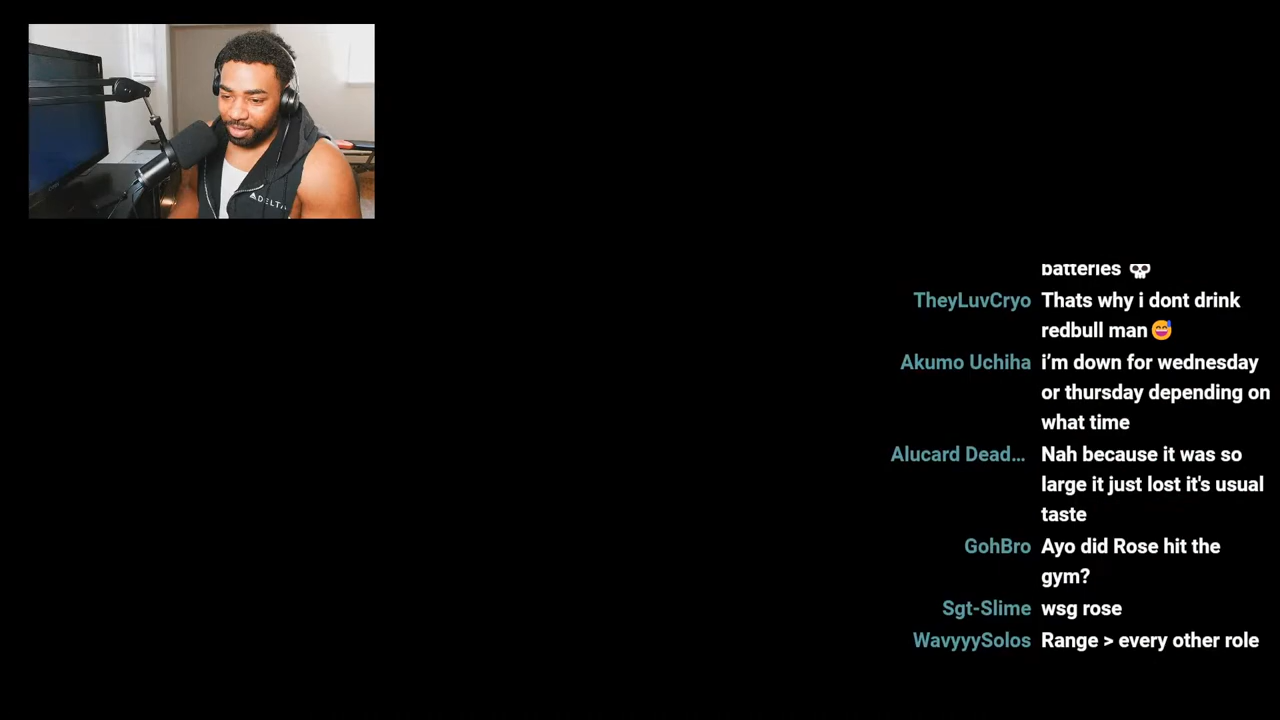 DELTA
batteries 💀
TheyLuvCryo Thats why i dont drink
redbull man😅
Akumo Uchiha i’m down for wednesday
or thursday depending on
what time
Alucard Dead... Nah because it was so
large it just lost it's usual
taste
GohBro Ayo did Rose hit the
gym?
Sgt-Slime wsg rose
WavyyySolos Range > every other role